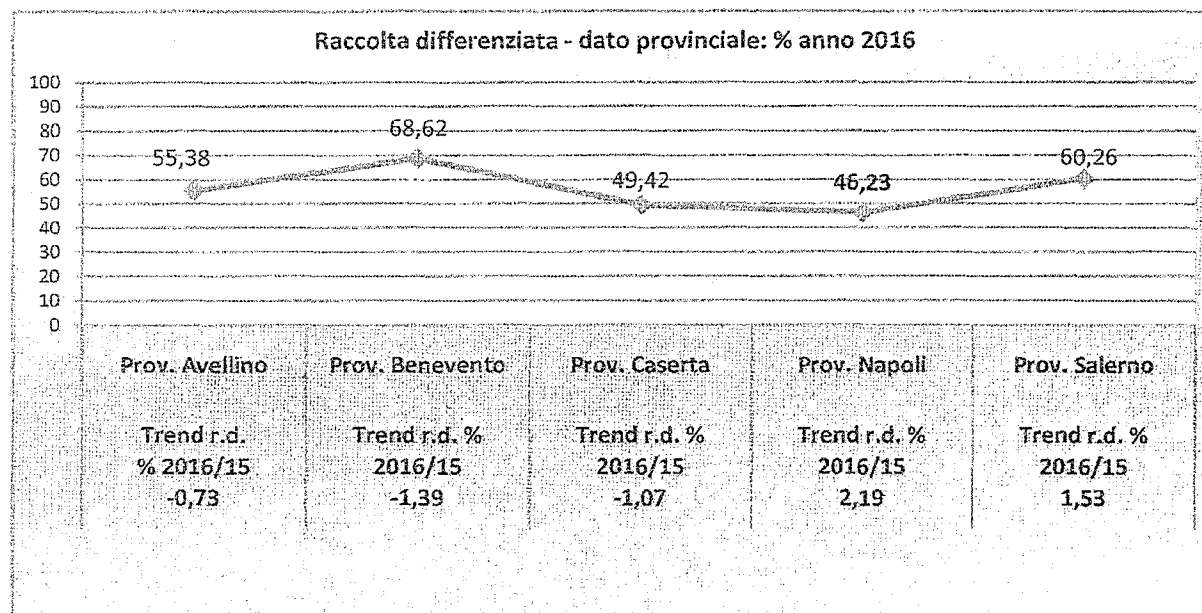 Raccolta differenziata - dato provinciale: % anno 2016
100
90
80
70
60
50
40
30
20
10
0
55,38
68,62
49,42
46,23
60,26
Prov. Avellino
Prov. Benevento
Prov. Caserta
Prov. Napoli
Prov. Salerno
Trend r.d.
% 2016/15
-0,73
Trend r.d. %
2016/15
-1,39
Trend r.d. %
2016/15
-1,07
Trend r.d. %
2016/15
2,19
Trend r.d. %
2016/15
1,53